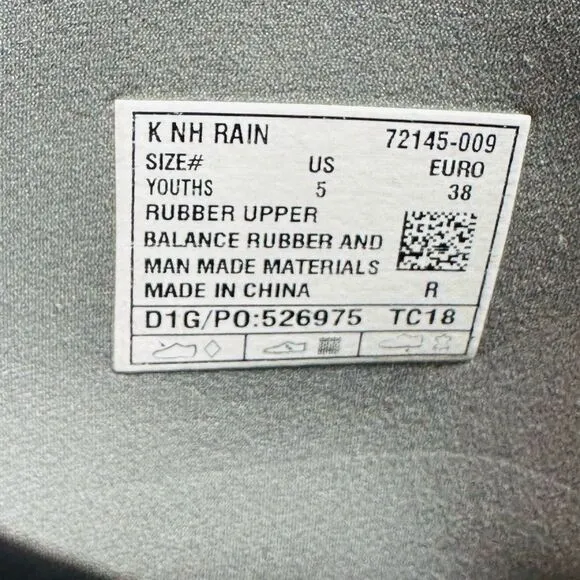 K NH RAIN 72145-009
SIZE# US EURO
YOUTHS 5 38
RUBBER UPPER
BALANCE RUBBER AND
MAN MADE MATERIALS
MADE IN CHINA R
D1G/PO:526975 TC18